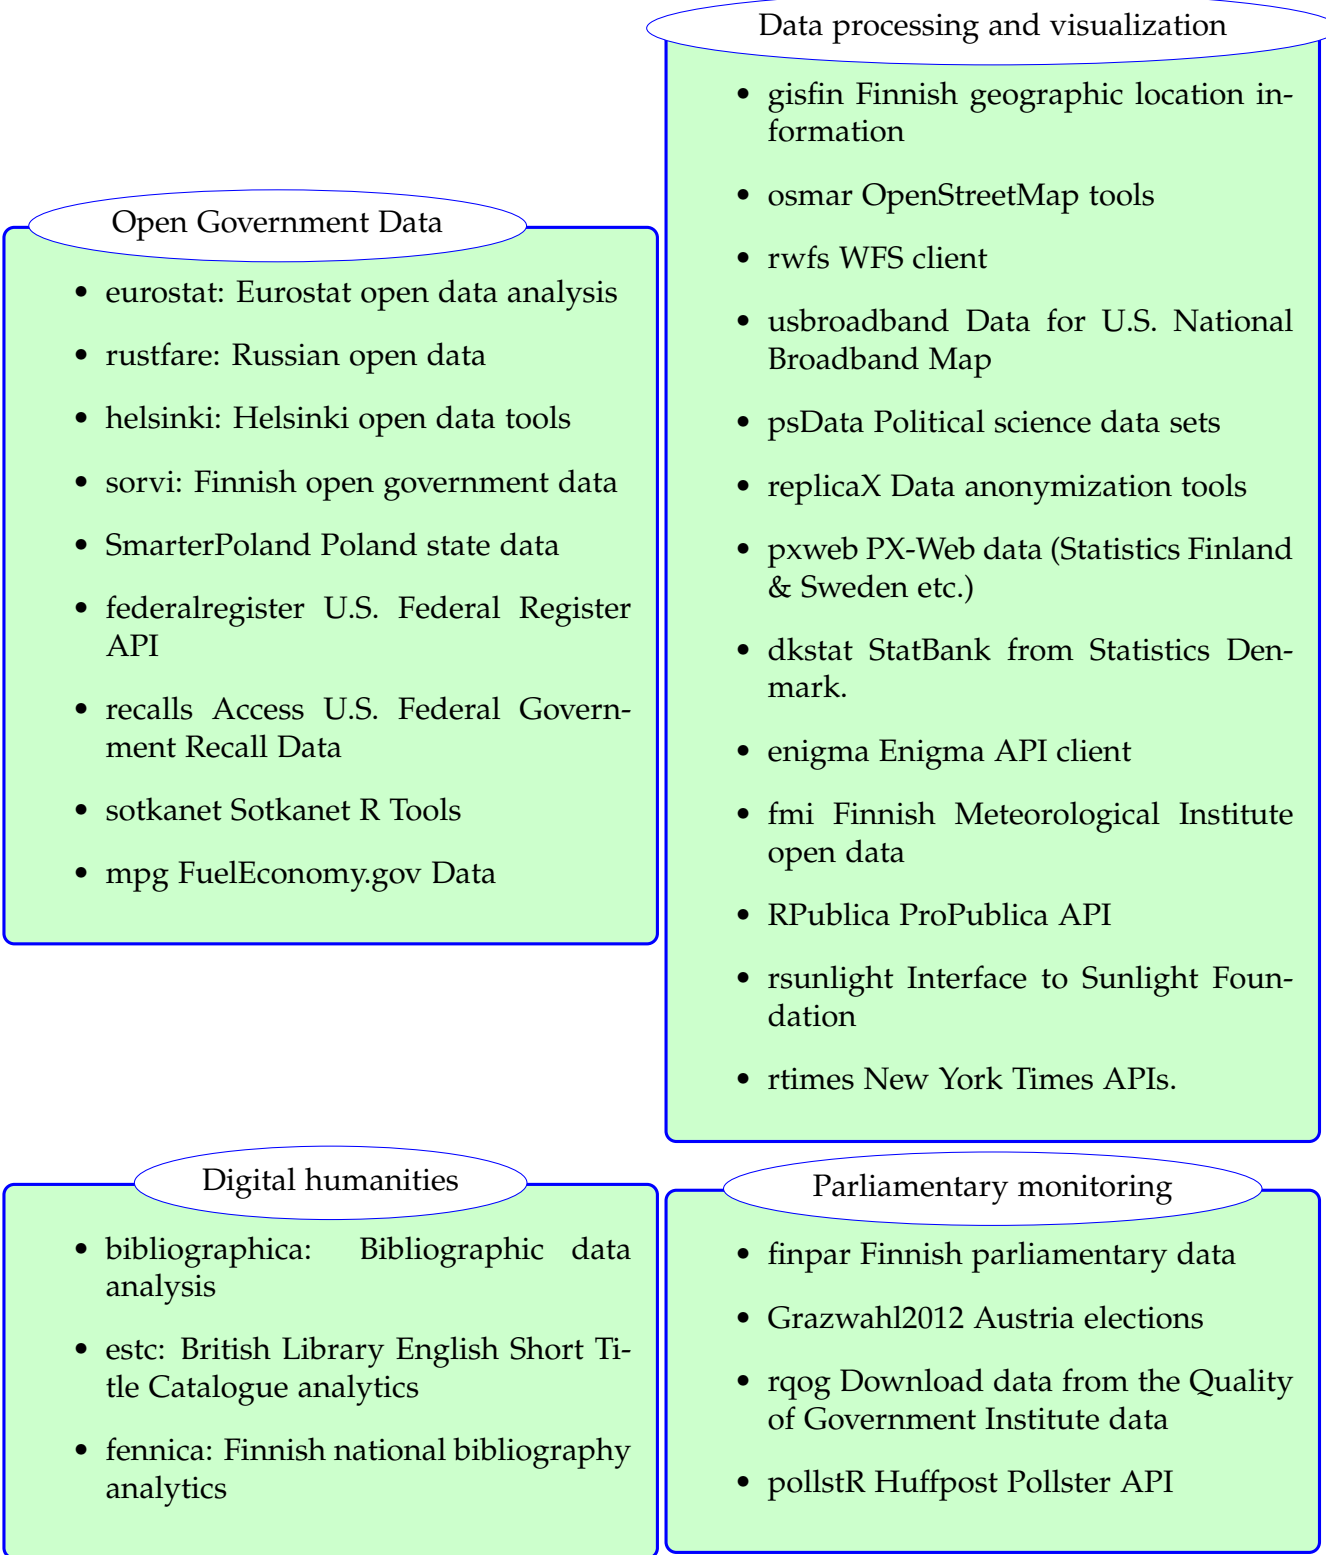 Open Government Data
• eurostat: Eurostat open data analysis
• rustfare: Russian open data
• helsinki: Helsinki open data tools
• sorvi: Finnish open government data
• SmarterPoland Poland state data
• federalregister U.S. Federal Register
API
• recalls Access U.S. Federal Govern-
ment Recall Data
• sotkanet Sotkanet R Tools
• mpg FuelEconomy.gov Data
Data processing and visualization
• gisfin Finnish geographic location in-
formation
• osmar OpenStreetMap tools
• rwfs WFS client
• usbroadband Data for U.S. National
Broadband Map
• psData Political science data sets
• replicaX Data anonymization tools
• pxweb PX-Web data (Statistics Finland
& Sweden etc.)
• dkstat StatBank from Statistics Den-
mark.
• enigma Enigma API client
• fmi Finnish Meteorological Institute
open data
• RPublica ProPublica API
• rsunlight Interface to Sunlight Foun-
dation
• rtimes New York Times APIs.
Digital humanities
• bibliographica: Bibliographic data
analysis
• estc: British Library English Short Ti-
tle Catalogue analytics
• fennica: Finnish national bibliography
analytics
Parliamentary monitoring
• finpar Finnish parliamentary data
• Grazwahl2012 Austria elections
• rqog Download data from the Quality
of Government Institute data
• pollstR Huffpost Pollster API